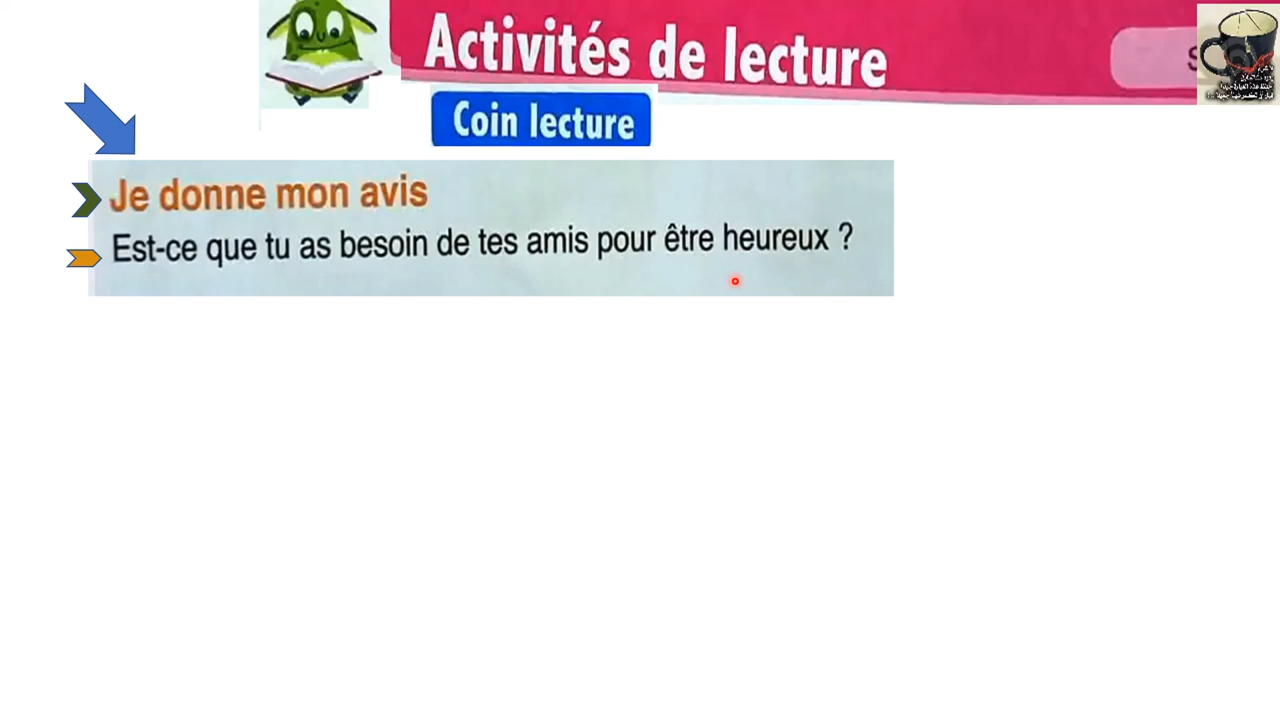 Activités de lecture
Coin lecture
Je donne mon avis
Est-ce que tu as besoin de tes amis pour être heureux ?